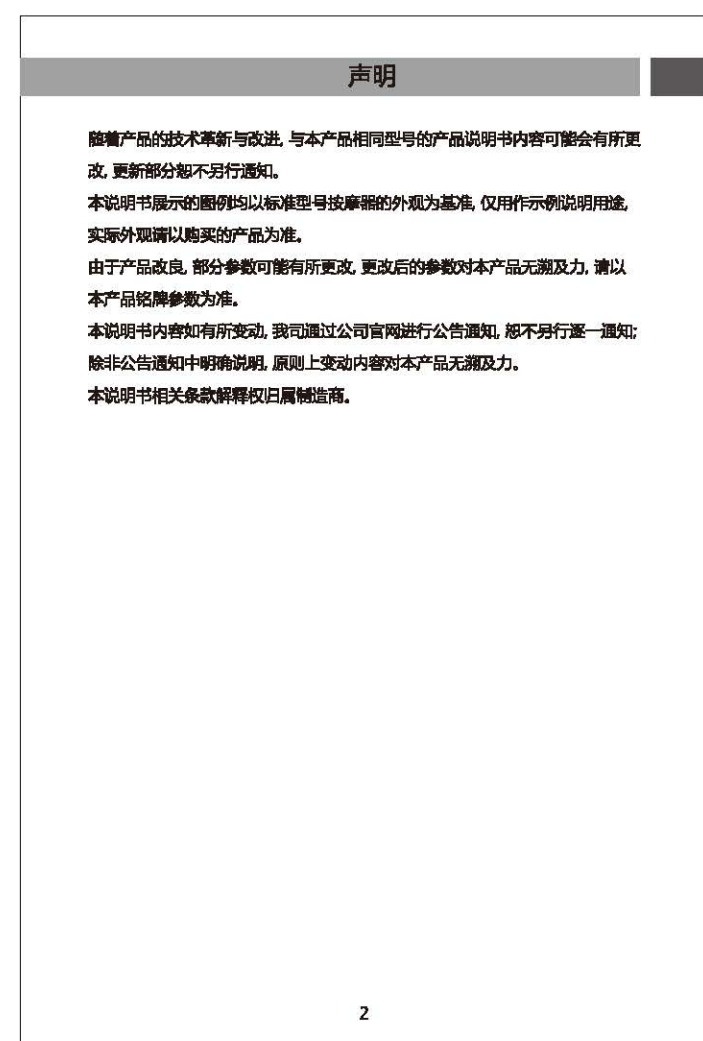 声明
随着产品的技术革新与改进, 与本产品相同型号的产品说明书内容可能会有所更
改, 更新部分恕不另行通知。
本说明书展示的图例均以标准型号按摩器的外观为基准, 仅用作示例说明用途,
实际外观请以购买的产品为准。
由于产品改良, 部分参数可能有所更改, 更改后的参数对本产品无溯及力, 请以
本产品铭牌参数为准。
本说明书内容如有所变动, 我司通过公司官网进行公告通知, 恕不另行逐一通知;
除非公告通知中明确说明, 原则上变动内容对本产品无溯及力。
本说明书相关条款解释权归属制造商。
2